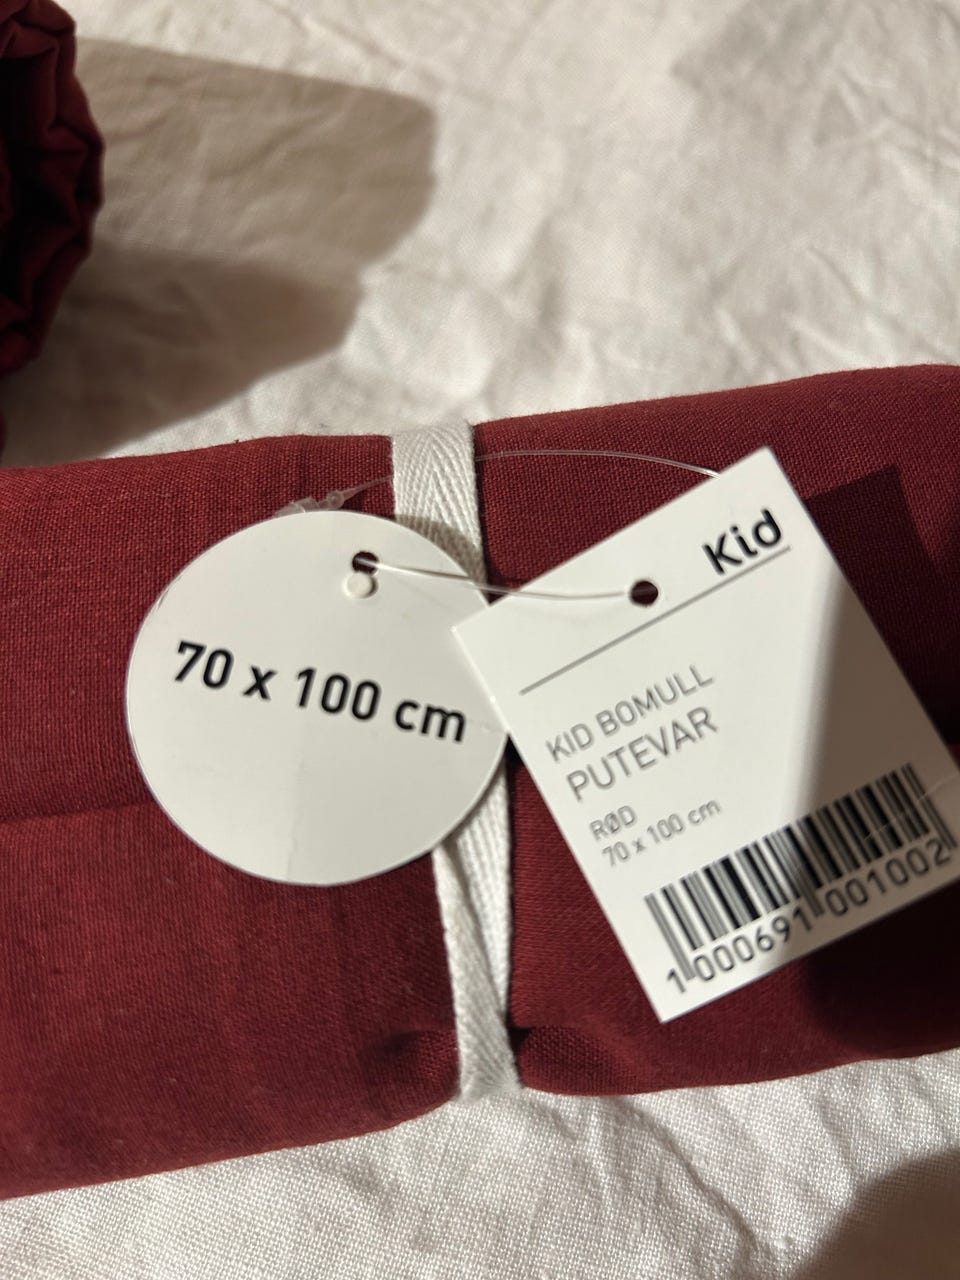 70 x 100 cm
Kid
KID BOMULL
PUTEVAR
RØD
70 x 100 cm
1 000691 001002